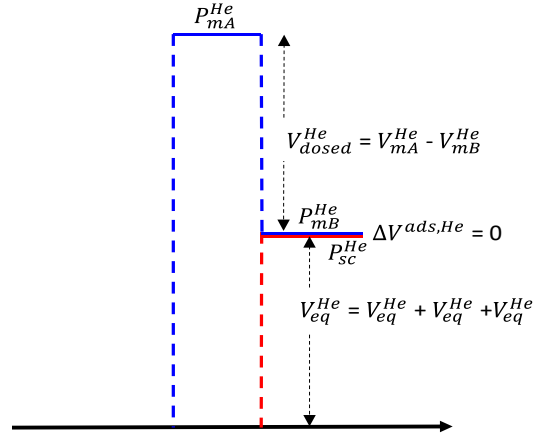 P_{mA}^{He}
V_{dosed}^{He} = V_{mA}^{He} - V_{mB}^{He}
P_{mB}^{He}
ΔV^{ads,He} = 0
P_{sc}^{He}
V_{eq}^{He} = V_{eq}^{He} + V_{eq}^{He} +V_{eq}^{He}